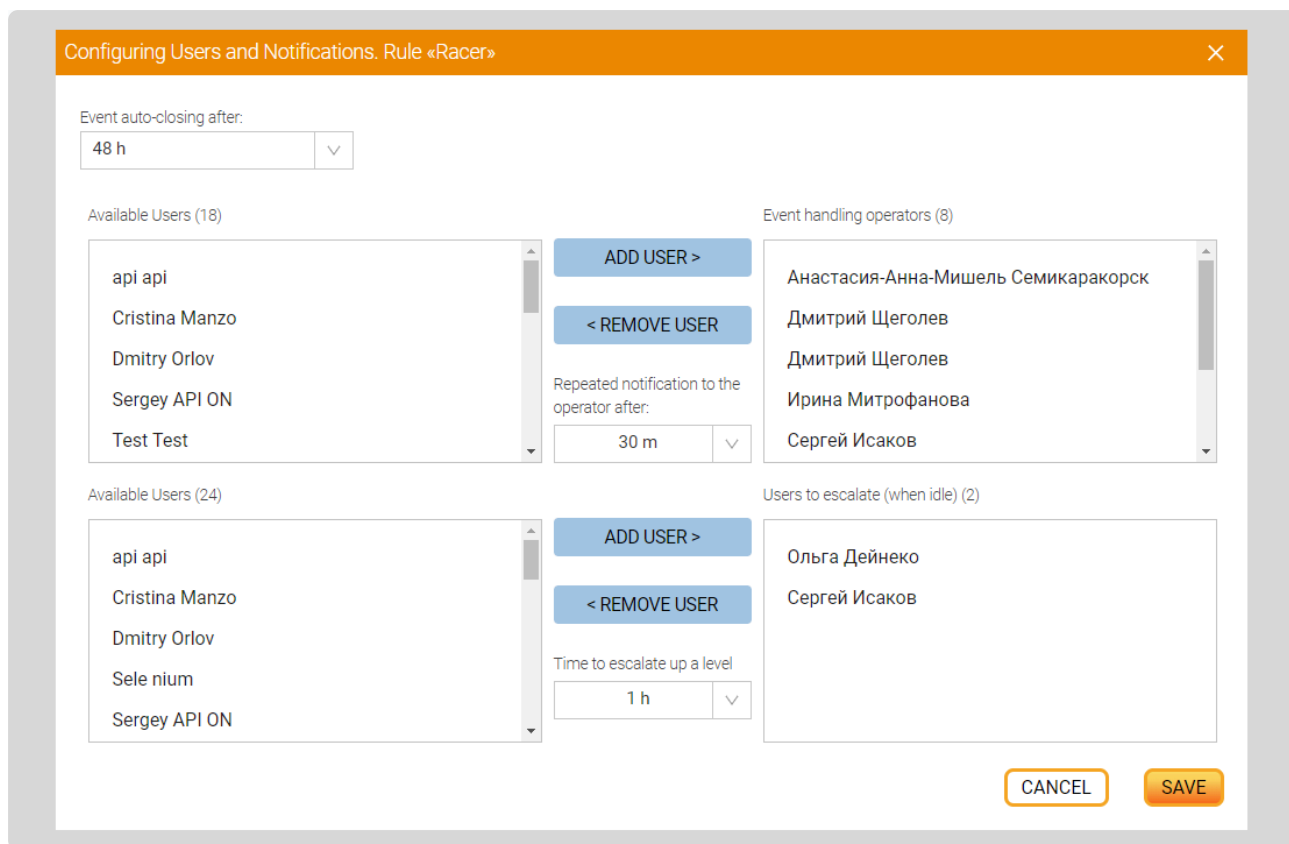 Configuring Users and Notifications. Rule «Racer»
Event auto-closing after:
48 h
Available Users (18)
api api
Cristina Manzo
Dmitry Orlov
Sergey API ON
Test Test
ADD USER >
< REMOVE USER
Repeated notification to the
operator after:
30 m
Event handling operators (8)
Анастасия-Анна-Мишель Семикаракорск
Дмитрий Щеголев
Дмитрий Щеголев
Ирина Митрофанова
Сергей Исаков
Available Users (24)
api api
Cristina Manzo
Dmitry Orlov
Sele nium
Sergey API ON
ADD USER >
< REMOVE USER
Time to escalate up a level
1 h
Users to escalate (when idle) (2)
Ольга Дейнеко
Сергей Исаков
CANCEL
SAVE